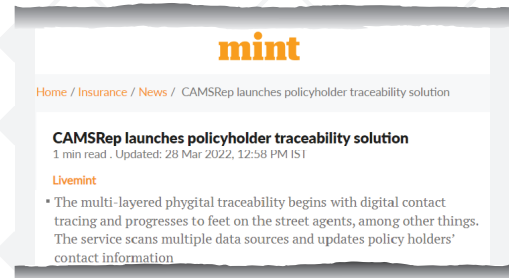 mint
Home / Insurance / News / CAMSRep launches policyholder traceability solution
CAMSRep launches policyholder traceability solution
1 min read . Updated: 28 Mar 2022, 12:58 PM IST
Livemint
▪ The multi-layered phygital traceability begins with digital contact
tracing and progresses to feet on the street agents, among other things.
The service scans multiple data sources and updates policy holders'
contact information